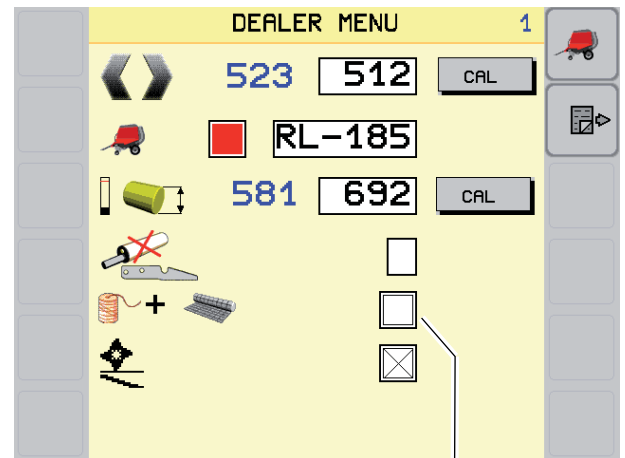 DEALER MENU 1
523 512 CAL
RL-185
581 692 CAL
+